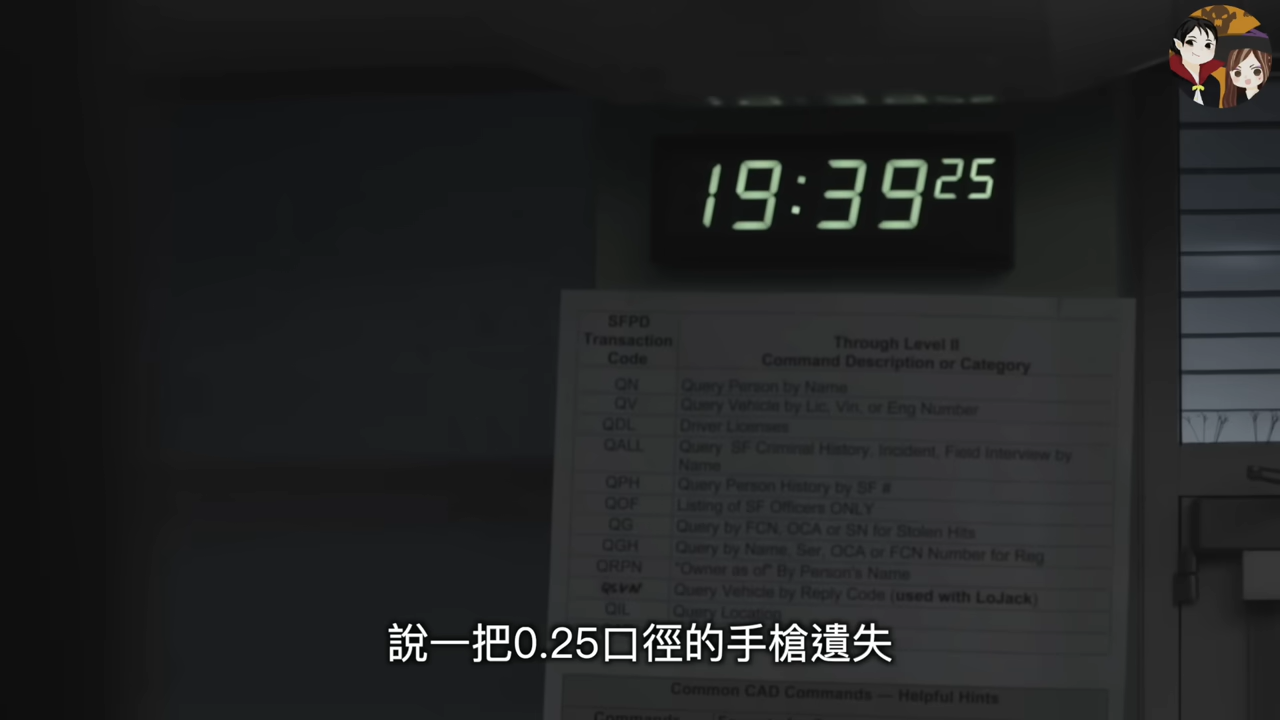 19:39 25
SFPD
Transaction
Code
Through Level II
Command Description or Category
QN Query Person by Name
QV Query Vehicle by Lic, Vin, or Eng Number
QDL Driver Licenses
QALL Query SF Criminal History, Incident, Field Interview by
Name
QPH Query Person History by SF #
QOF Listing of SF Officers ONLY
QG Query by FCN, OCA or SN for Stolen Hits
QGH Query by Name, Ser, OCA or FCN Number for Reg
QRPN "Owner as of" By Person's Name
Query Vehicle by Reply Code (used with LoJack)
QIL Query Location
說一把0.25口徑的手槍遺失
Common CAD Commands — Helpful Hints
Commands